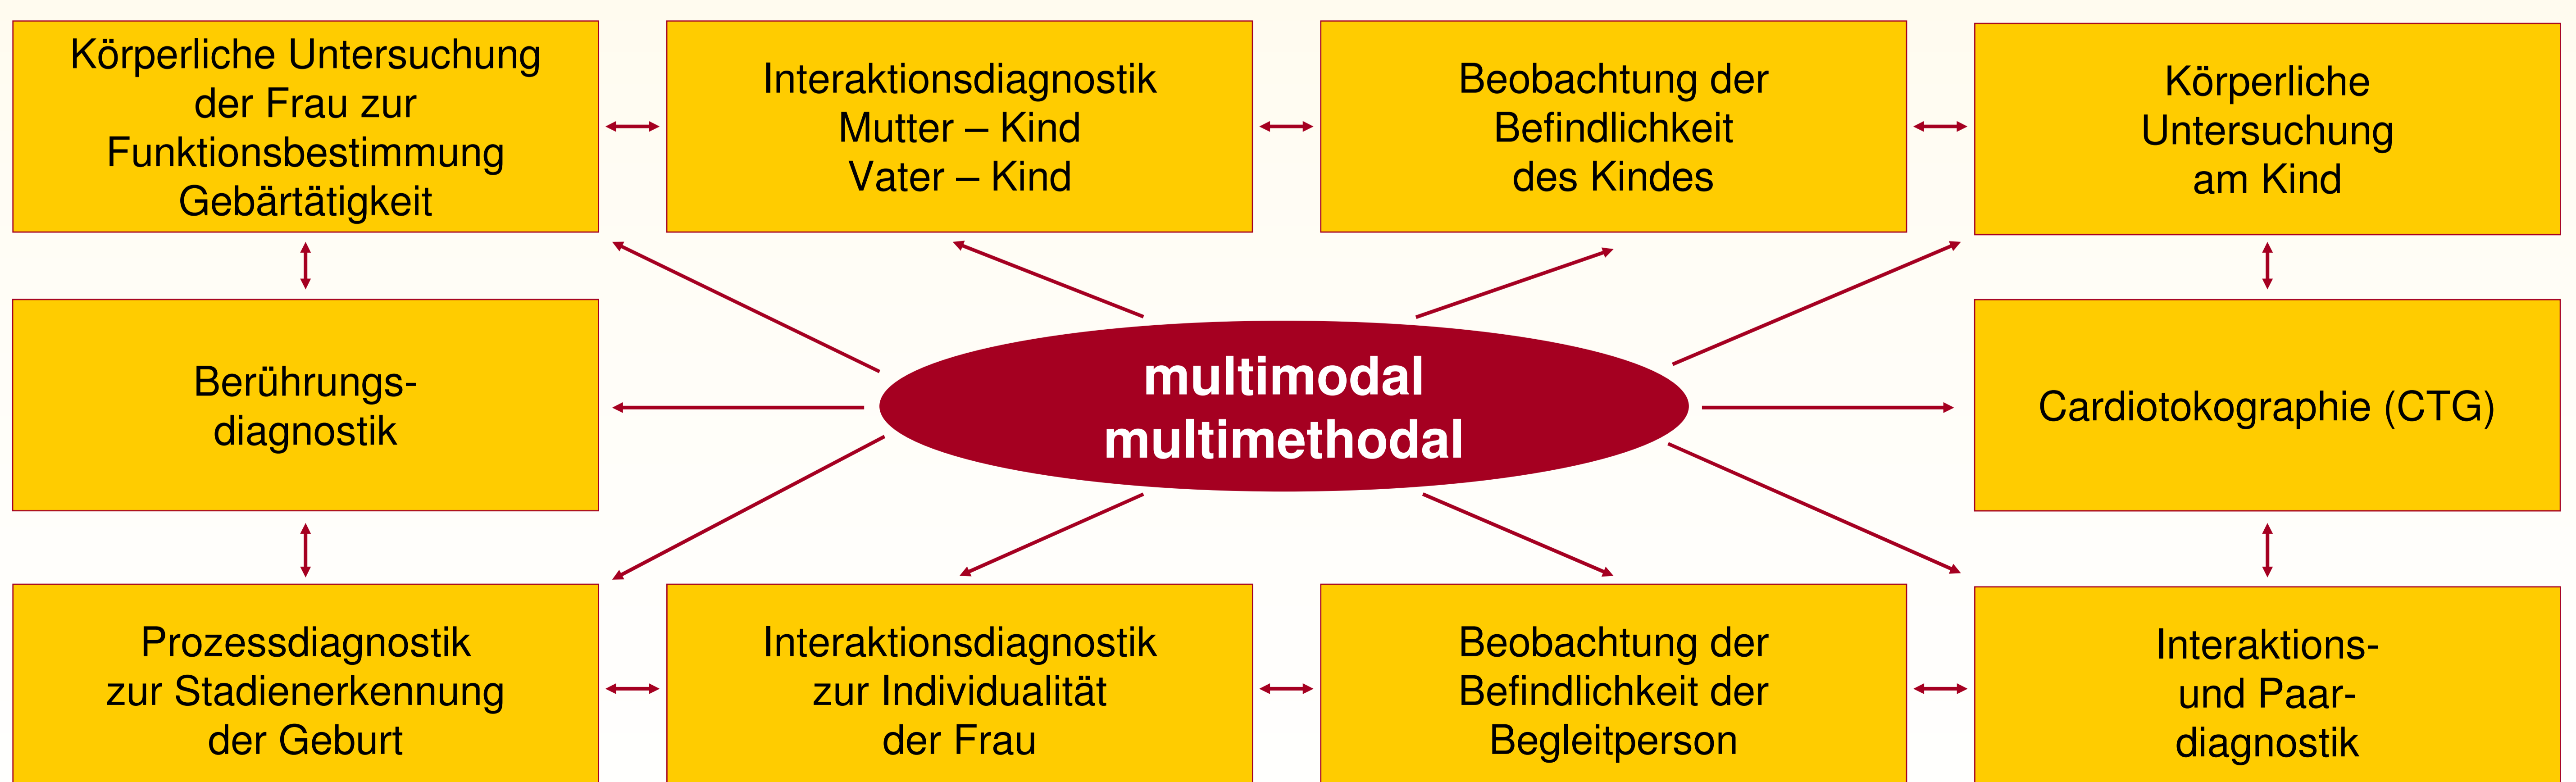 Körperliche Untersuchung
der Frau zur
Funktionsbestimmung
Gebärtätigkeit
Interaktionsdiagnostik
Mutter – Kind
Vater – Kind
Beobachtung der
Befindlichkeit
des Kindes
Körperliche
Untersuchung
am Kind
Berührungs-
diagnostik
multimodal
multimethodal
Cardiotokographie (CTG)
Prozessdiagnostik
zur Stadienerkennung
der Geburt
Interaktionsdiagnostik
zur Individualität
der Frau
Beobachtung der
Befindlichkeit der
Begleitperson
Interaktions-
und Paar-
diagnostik